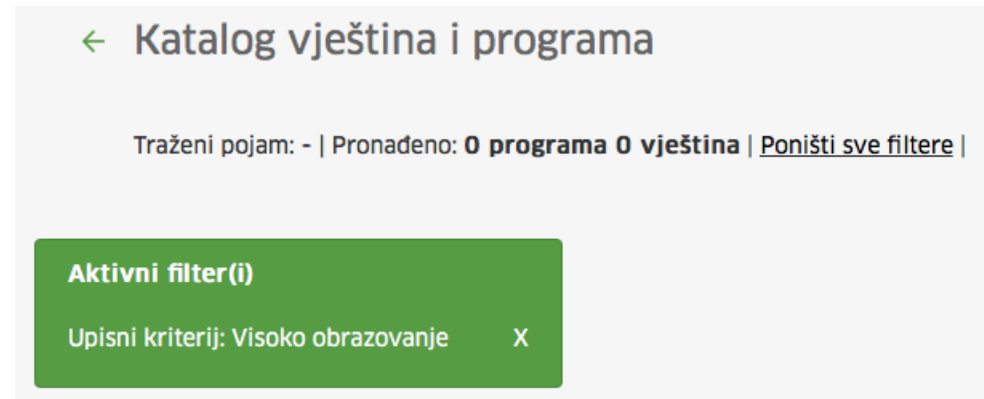 ← Katalog vještina i programa
Traženi pojam: - | Pronađeno: 0 programa 0 vještina | Poništi sve filtere |
Aktivni filter(i)
Upisni kriterij: Visoko obrazovanje X